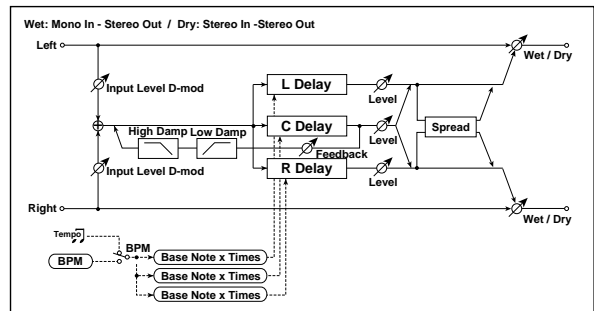 Wet: Mono In - Stereo Out / Dry: Stereo In -Stereo Out
Left
Wet / Dry
Input Level D-mod
L Delay
Level
High Damp
Low Damp
C Delay
Level
Spread
Feedback
Input Level D-mod
R Delay
Level
Right
Wet / Dry
Tempo
BPM
BPM
Base Note x Times
Base Note x Times
Base Note x Times